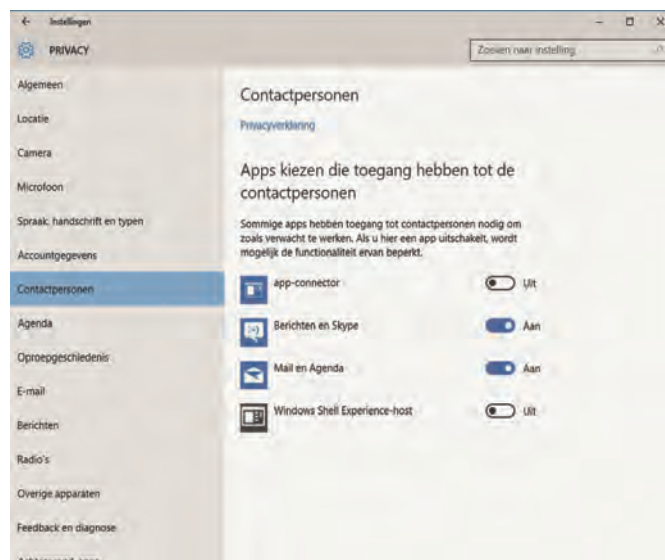 Instellingen
PRIVACY
Zoeken naar instelling
Algemeen
Locatie
Camera
Microfoon
Spraak, handschrift en typen
Accountgegevens
Contactpersonen
Agenda
Oproepgeschiedenis
E-mail
Berichten
Radio's
Overige apparaten
Feedback en diagnose
Contactpersonen
Privacyverklaring
Apps kiezen die toegang hebben tot de
contactpersonen
Sommige apps hebben toegang tot contactpersonen nodig om
zoals verwacht te werken. Als u hier een app uitschakelt, wordt
mogelijk de functionaliteit ervan beperkt.
app-connector Uit
Berichten en Skype Aan
Mail en Agenda Aan
Windows Shell Experience-host Uit